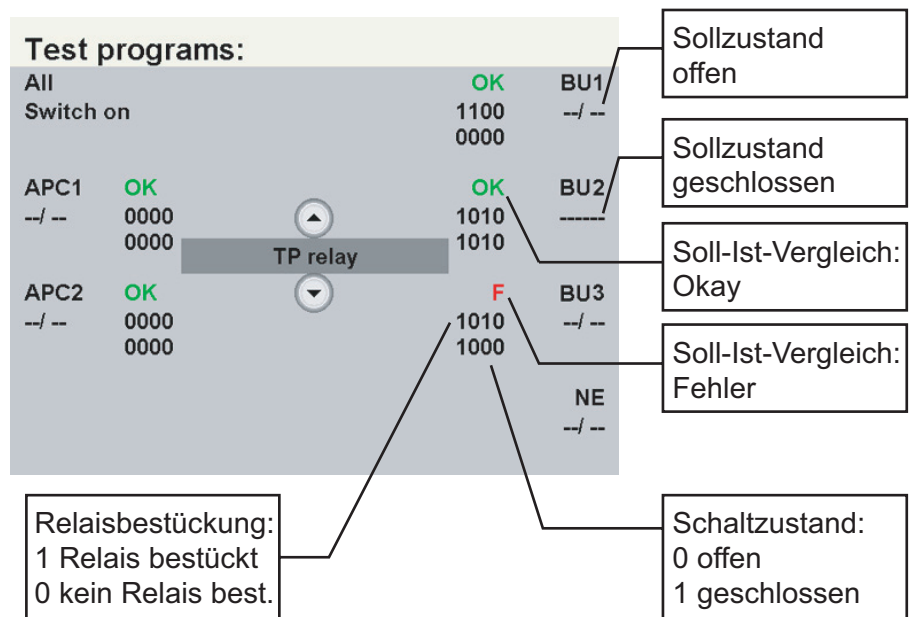 Test programs:
All
Switch on
OK
1100
0000
BU1
--/ --
APC1
--/ --
OK
0000
0000
TP relay
OK
1010
1010
BU2
------
APC2
--/ --
OK
0000
0000
F
1010
1000
BU3
--/ --
NE
--/ --
Sollzustand
offen
Sollzustand
geschlossen
Soll-Ist-Vergleich:
Okay
Soll-Ist-Vergleich:
Fehler
Relaisbestückung:
1 Relais bestückt
0 kein Relais best.
Schaltzustand:
0 offen
1 geschlossen